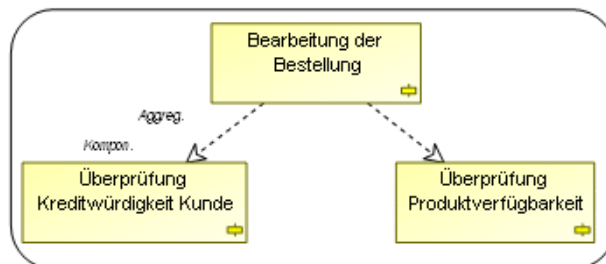 Bearbeitung der
Bestellung
Aggreg.
Kompon.
Überprüfung
Kreditwürdigkeit Kunde
Überprüfung
Produktverfügbarkeit